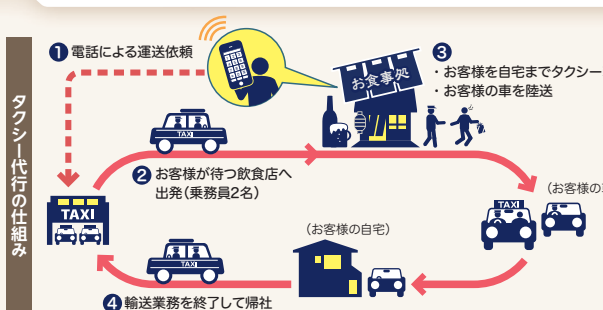 タクシー代行の仕組み
❶ 電話による運送依頼
お食事処
❸
・お客様を自宅までタクシー
・お客様の車を陸送
TAXI
❷ お客様が待つ飲食店へ
出発(乗務員2名)
TAXI
TAXI
(お客様の
(お客様の自宅)
TAXI
❹ 輸送業務を終了して帰社